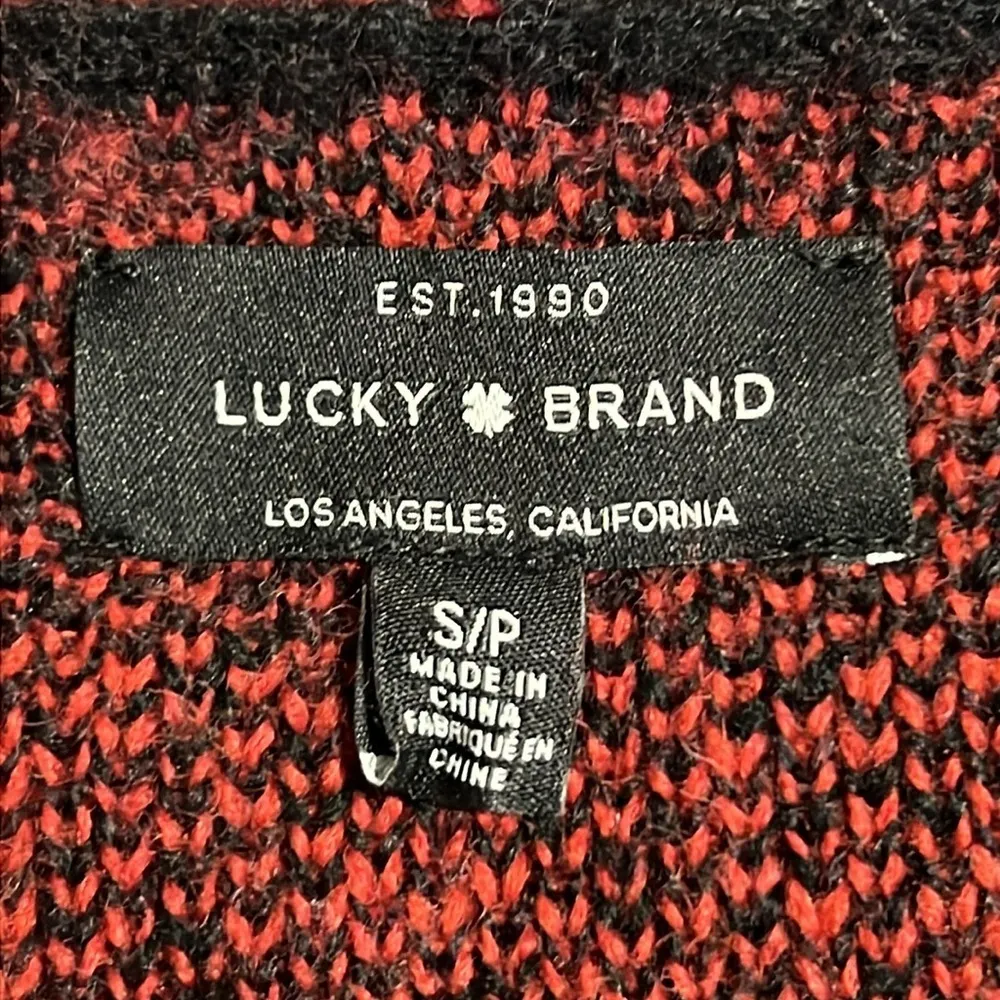 EST.1990
LUCKY BRAND
LOS ANGELES, CALIFORNIA
S/P
MADE IN
CHINA
FABRIQUÉ EN
CHINE